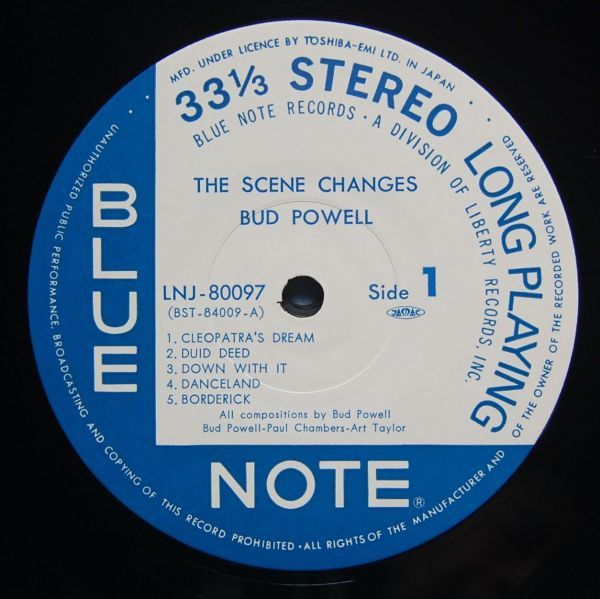 MFD. UNDER LICENCE BY TOSHIBA-EMI LTD. IN JAPAN
33⅓ STEREO LONG PLAYING
BLUE NOTE RECORDS · A DIVISION OF LIBERTY RECORDS, INC.
THE SCENE CHANGES
BUD POWELL
LNJ-80097
(BST-84009-A)
Side 1
JASRAC
1. CLEOPATRA'S DREAM
2. DUID DEED
3. DOWN WITH IT
4. DANCELAND
5. BORDERICK
All compositions by Bud Powell
Bud Powell-Paul Chambers-Art Taylor
BLUE
NOTE®
UNAUTHORIZED PUBLIC PERFORMANCE, BROADCASTING AND COPYING OF THIS RECORD PROHIBITED · ALL RIGHTS OF THE MANUFACTURER AND OF THE OWNER OF THE RECORDED WORK ARE RESERVED